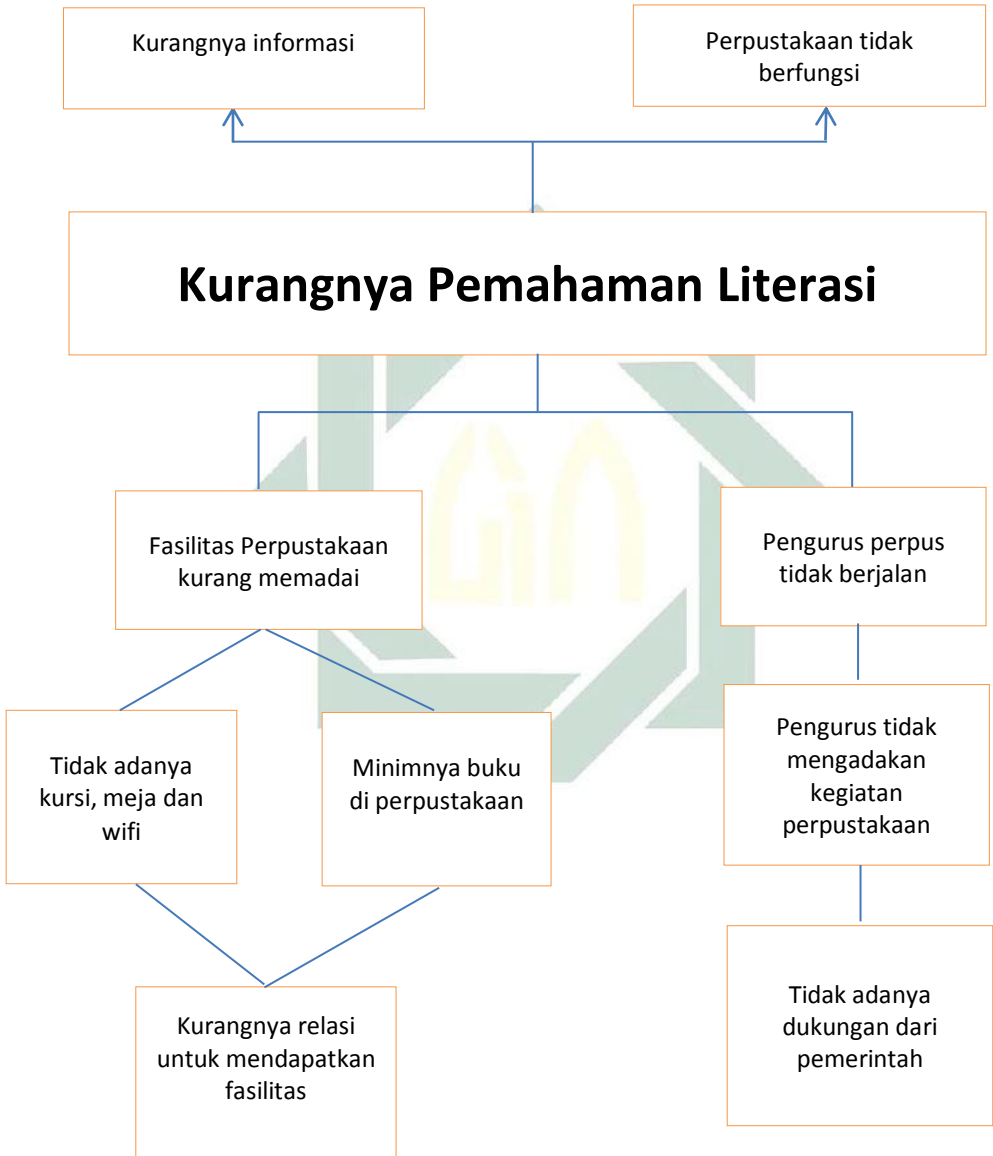 Kurangnya informasi
Perpustakaan tidak
berfungsi
Kurangnya Pemahaman Literasi
Fasilitas Perpustakaan
kurang memadai
Pengurus perpus
tidak berjalan
Tidak adanya
kursi, meja dan
wifi
Minimnya buku
di perpustakaan
Pengurus tidak
mengadakan
kegiatan
perpustakaan
Kurangnya relasi
untuk mendapatkan
fasilitas
Tidak adanya
dukungan dari
pemerintah